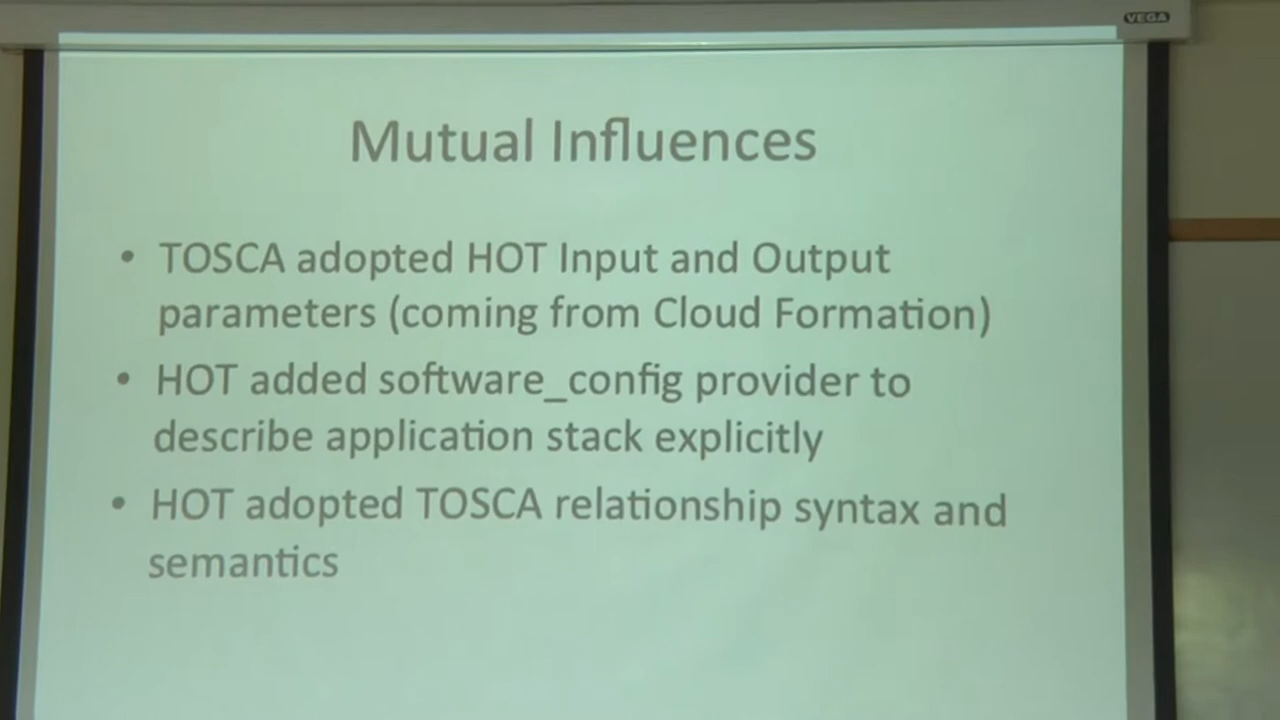 VEGA
Mutual Influences
• TOSCA adopted HOT Input and Output
parameters (coming from Cloud Formation)
• HOT added software_config provider to
describe application stack explicitly
• HOT adopted TOSCA relationship syntax and
semantics